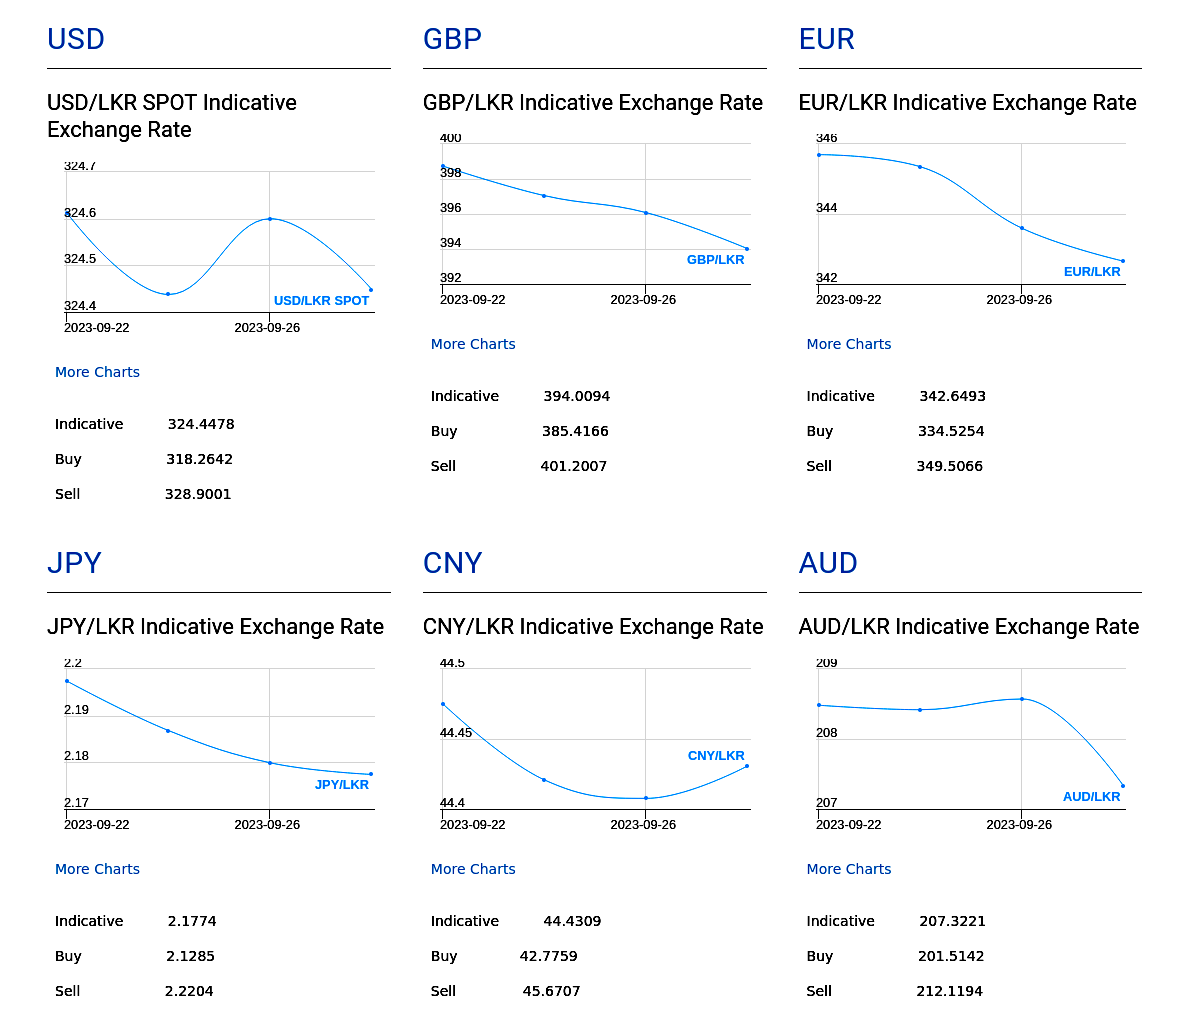 USD
USD/LKR SPOT Indicative
Exchange Rate
324.7
324.6
324.5
324.4
USD/LKR SPOT
2023-09-22 2023-09-26
More Charts
Indicative 324.4478
Buy 318.2642
Sell 328.9001
GBP
GBP/LKR Indicative Exchange Rate
400
398
396
394
GBP/LKR
392
2023-09-22 2023-09-26
More Charts
Indicative 394.0094
Buy 385.4166
Sell 401.2007
EUR
EUR/LKR Indicative Exchange Rate
346
344
EUR/LKR
342
2023-09-22 2023-09-26
More Charts
Indicative 342.6493
Buy 334.5254
Sell 349.5066
JPY
JPY/LKR Indicative Exchange Rate
2.2
2.19
2.18
JPY/LKR
2.17
2023-09-22 2023-09-26
More Charts
Indicative 2.1774
Buy 2.1285
Sell 2.2204
CNY
CNY/LKR Indicative Exchange Rate
44.5
44.45
CNY/LKR
44.4
2023-09-22 2023-09-26
More Charts
Indicative 44.4309
Buy 42.7759
Sell 45.6707
AUD
AUD/LKR Indicative Exchange Rate
209
208
AUD/LKR
207
2023-09-22 2023-09-26
More Charts
Indicative 207.3221
Buy 201.5142
Sell 212.1194